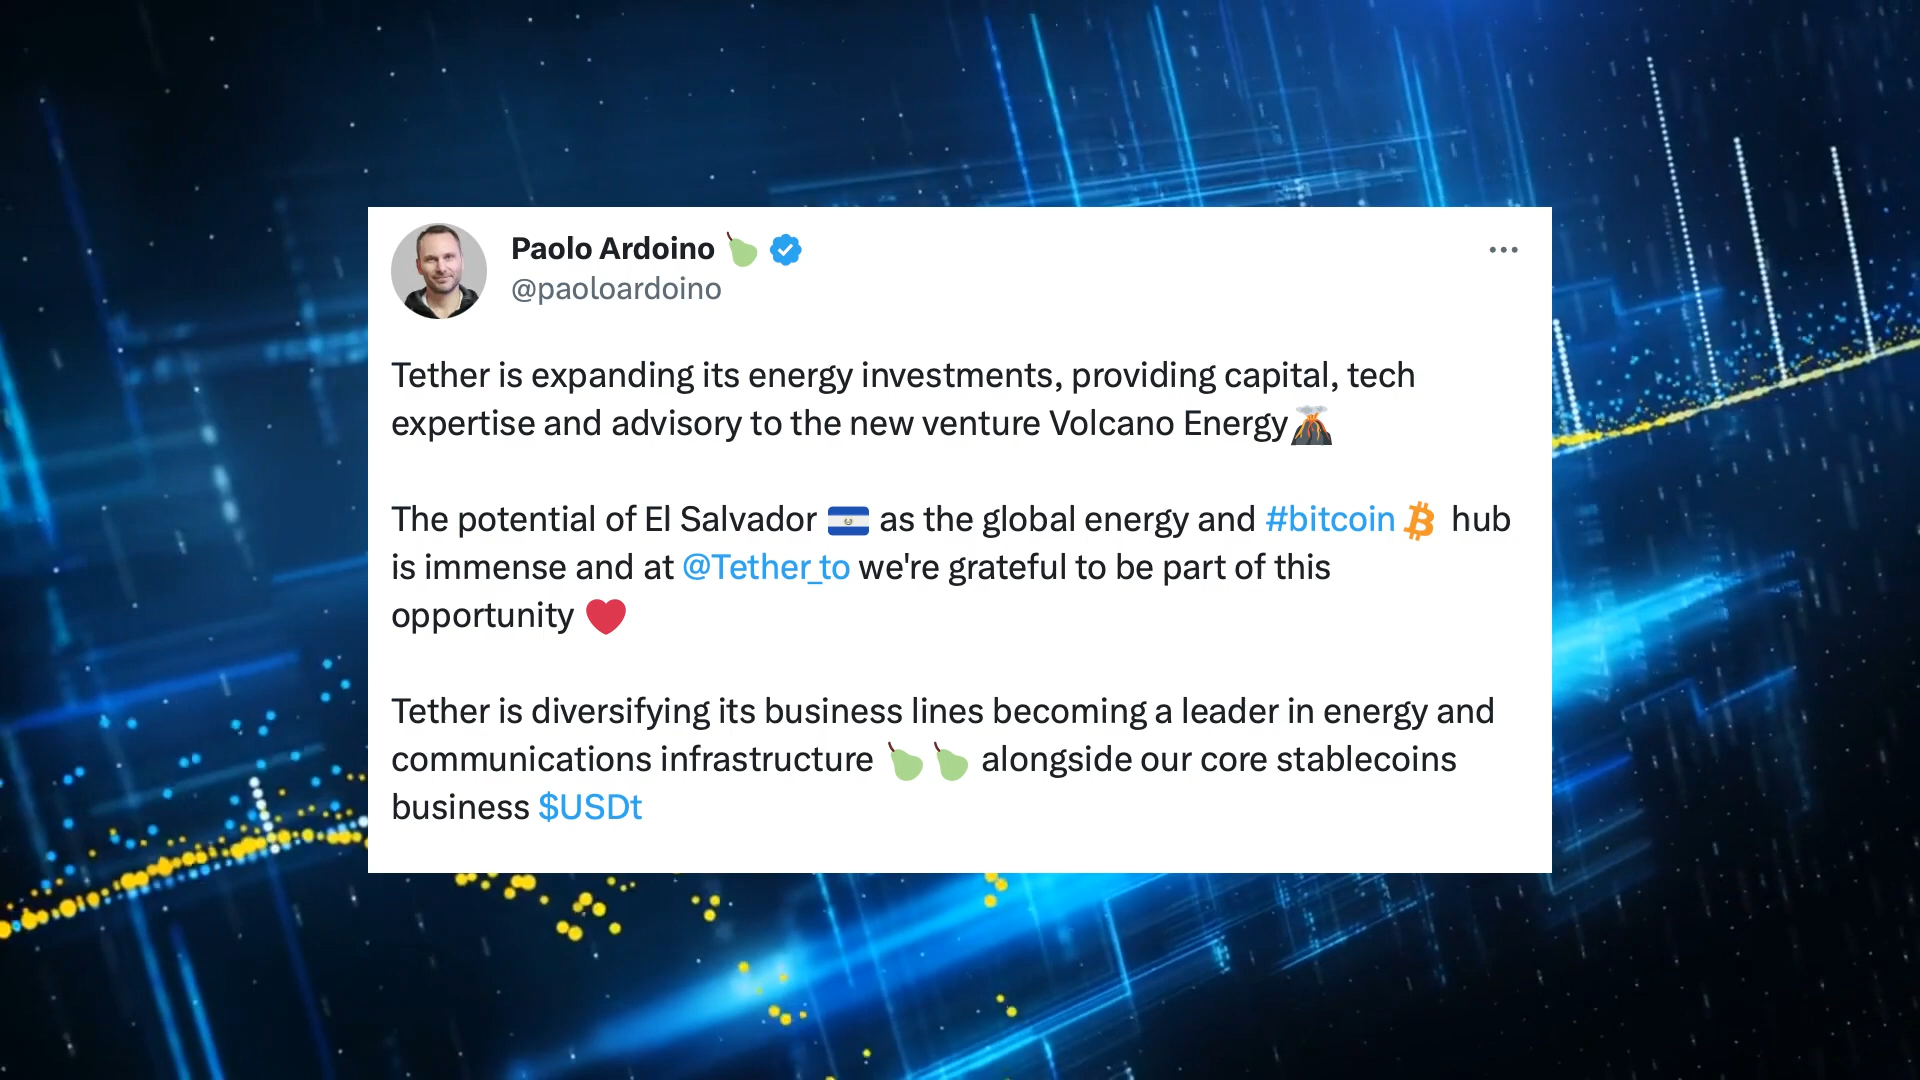 Paolo Ardoino 🍐
@paoloardoino
Tether is expanding its energy investments, providing capital, tech
expertise and advisory to the new venture Volcano Energy🌋
The potential of El Salvador 🇸🇻 as the global energy and #bitcoin hub
is immense and at @Tether_to we're grateful to be part of this
opportunity ❤️
Tether is diversifying its business lines becoming a leader in energy and
communications infrastructure 🍐🍐 alongside our core stablecoins
business $USDt